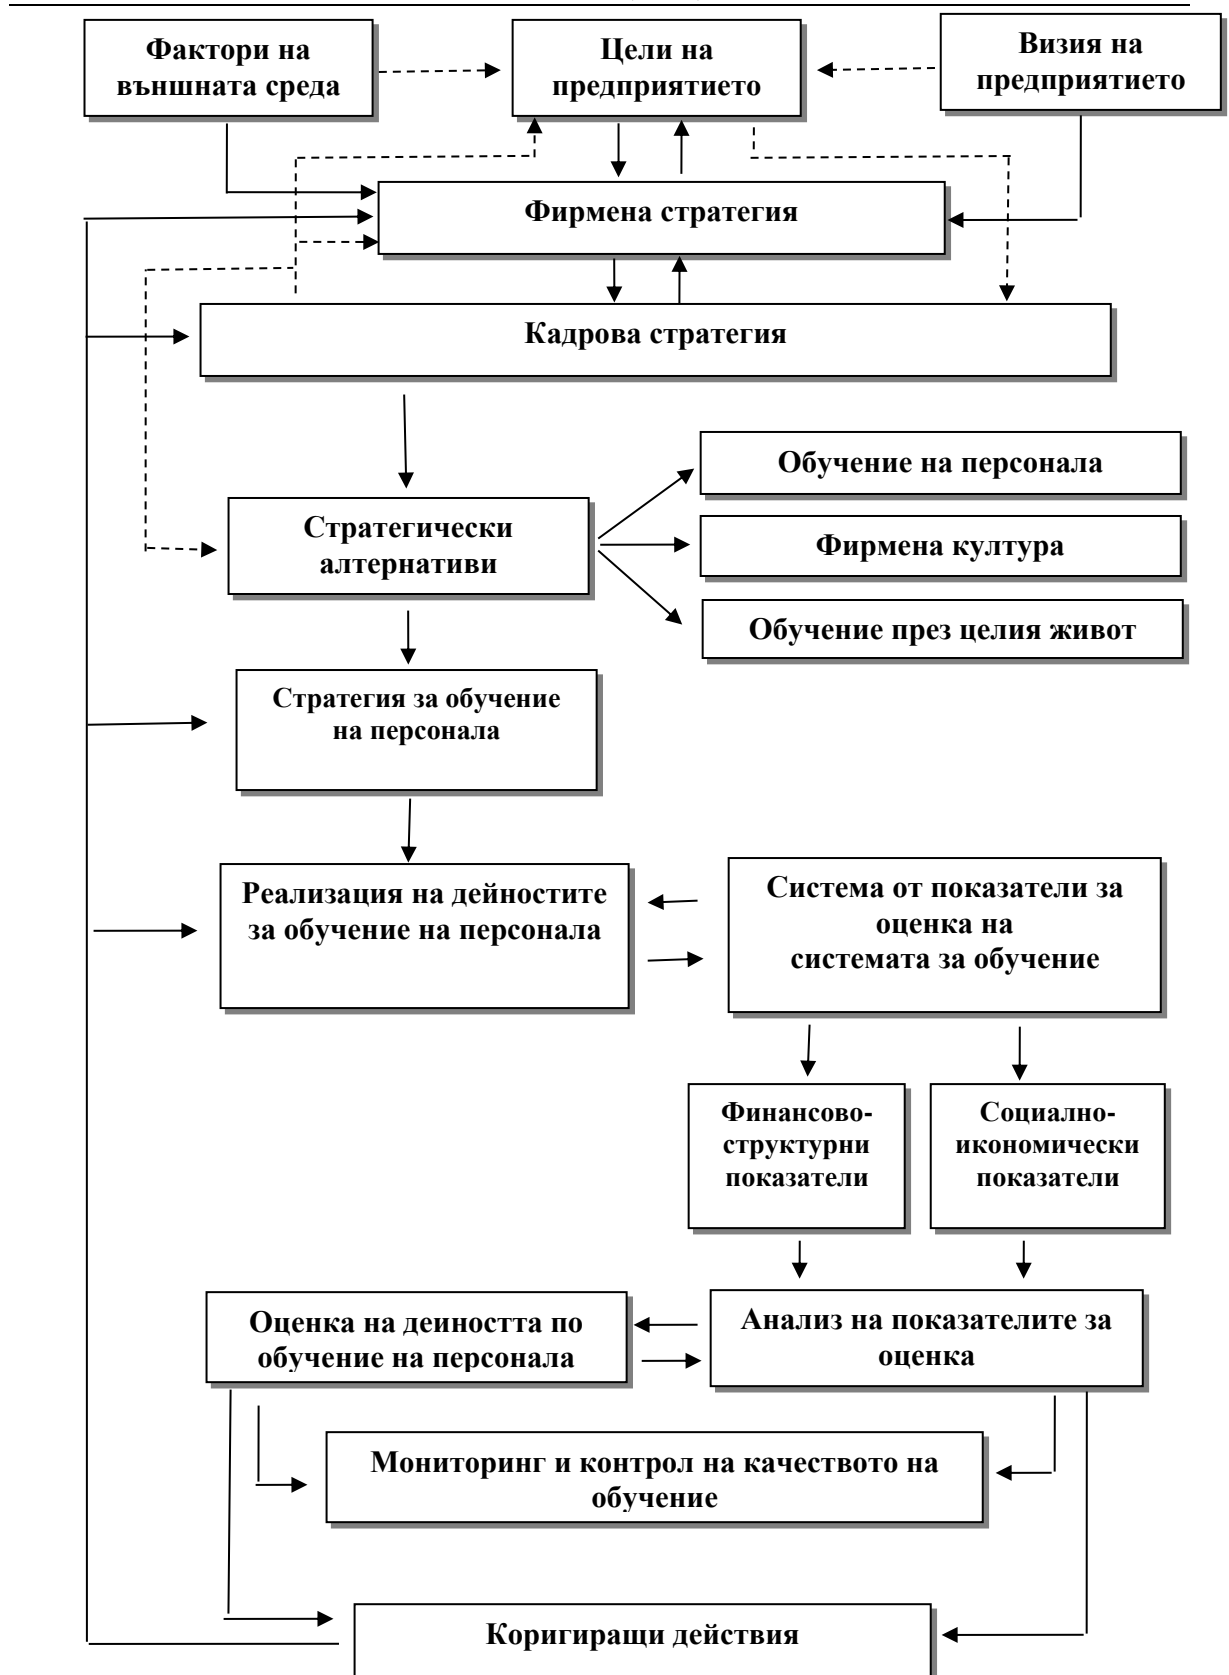 Фактори на
външната среда
Цели на
предприятието
Визия на
предприятието
Фирмена стратегия
Кадрова стратегия
Стратегически
алтернативи
Обучение на персонала
Фирмена култура
Обучение през целия живот
Стратегия за обучение
на персонала
Реализация на дейностите
за обучение на персонала
Система от показатели за
оценка на
системата за обучение
Финансово-
структурни
показатели
Социално-
икономически
показатели
Оценка на дейността по
обучение на персонала
Анализ на показателите за
оценка
Мониторинг и контрол на качеството на
обучение
Коригиращи действия